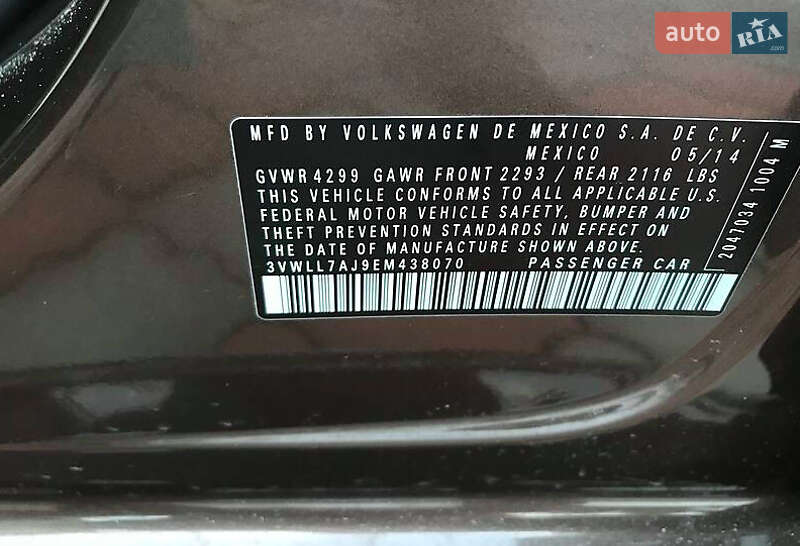 auto RIA.com
MFD BY VOLKSWAGEN DE MEXICO S.A. DE C.V.
MEXICO 05/14
GVWR 4299 GAWR FRONT 2293 / REAR 2116 LBS
THIS VEHICLE CONFORMS TO ALL APPLICABLE U.S.
FEDERAL MOTOR VEHICLE SAFETY, BUMPER AND
THEFT PREVENTION STANDARDS IN EFFECT ON
THE DATE OF MANUFACTURE SHOWN ABOVE.
3VWLL7AJ9EM438070 PASSENGER CAR
2047034 1004 M